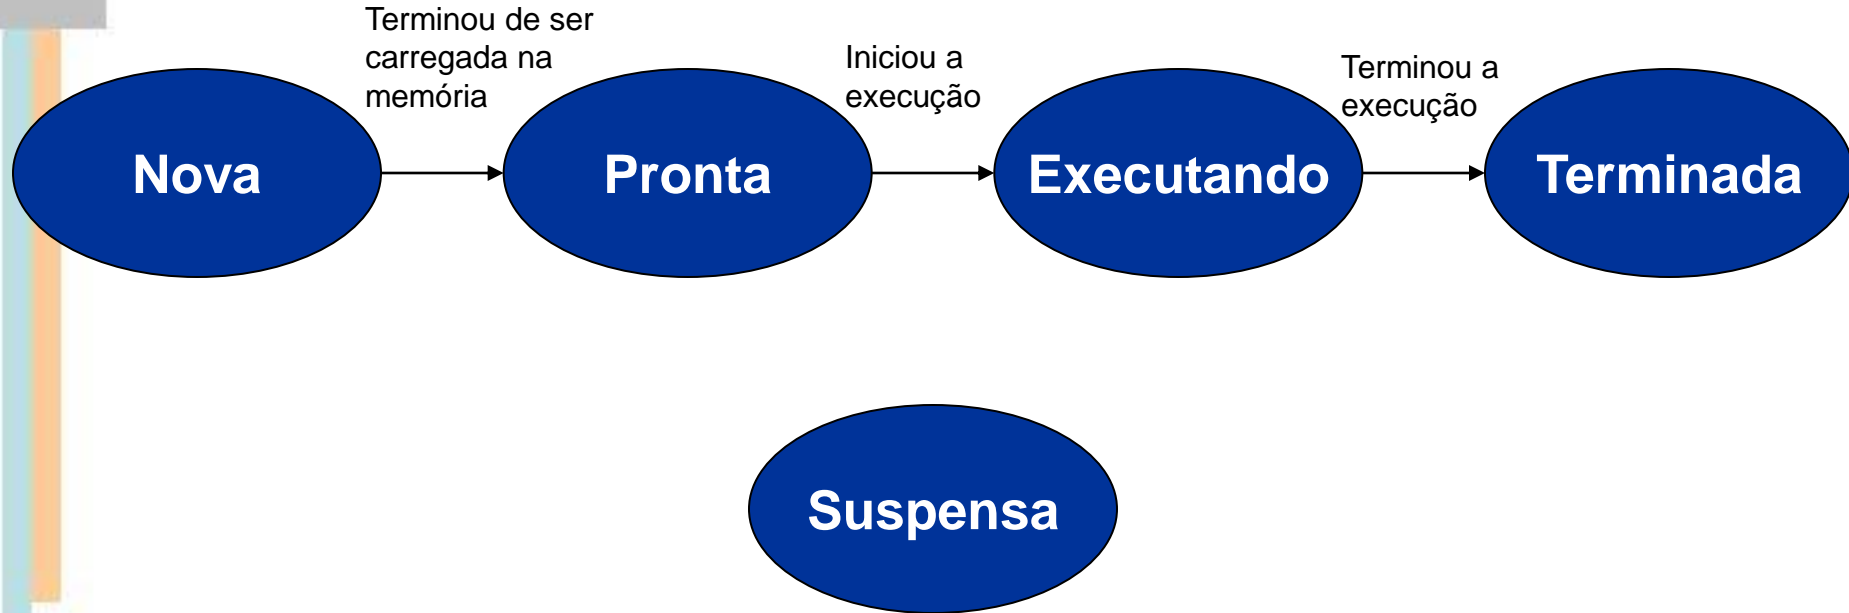 Terminou de ser
carregada na
memória
Iniciou a
execução
Terminou a
execução
Nova
Pronta
Executando
Terminada
Suspensa